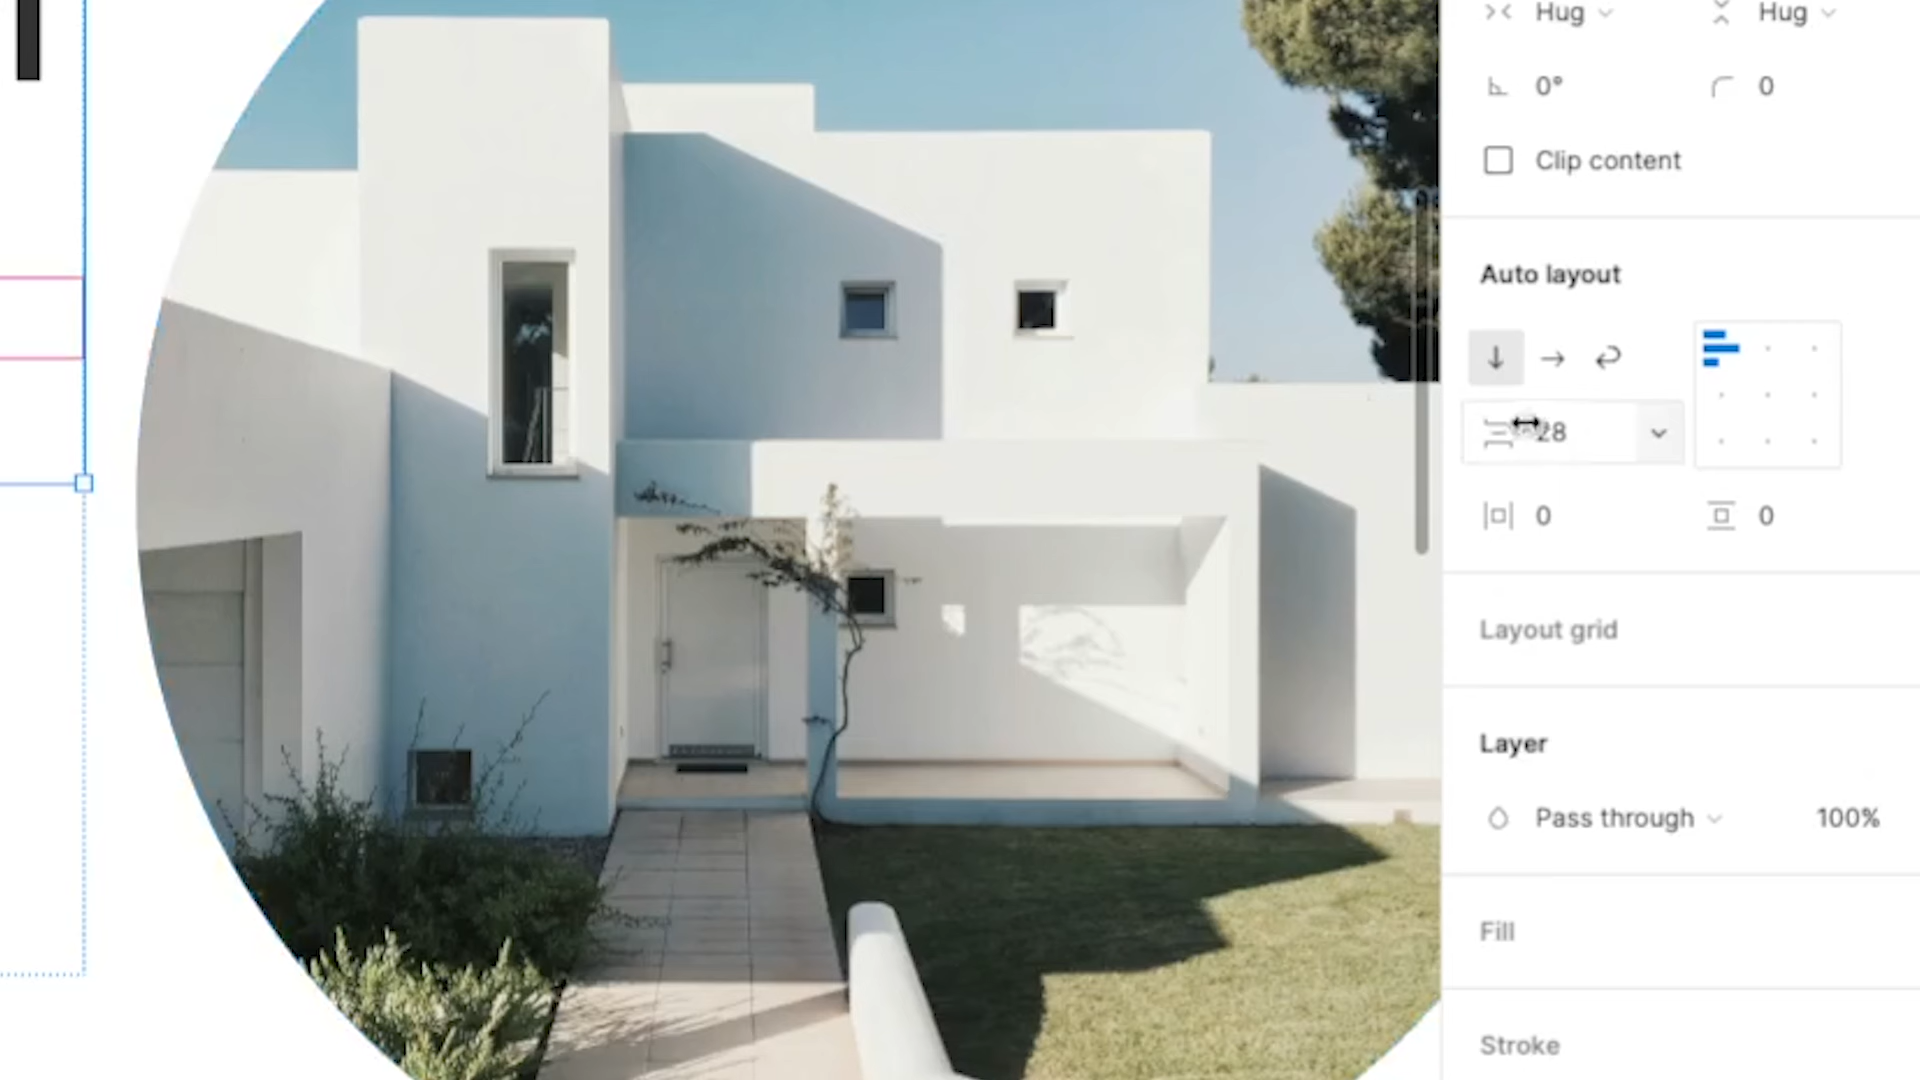 Hug Hug
0° 0
Clip content
Auto layout
28
0 0
Layout grid
Layer
Pass through 100%
Fill
Stroke